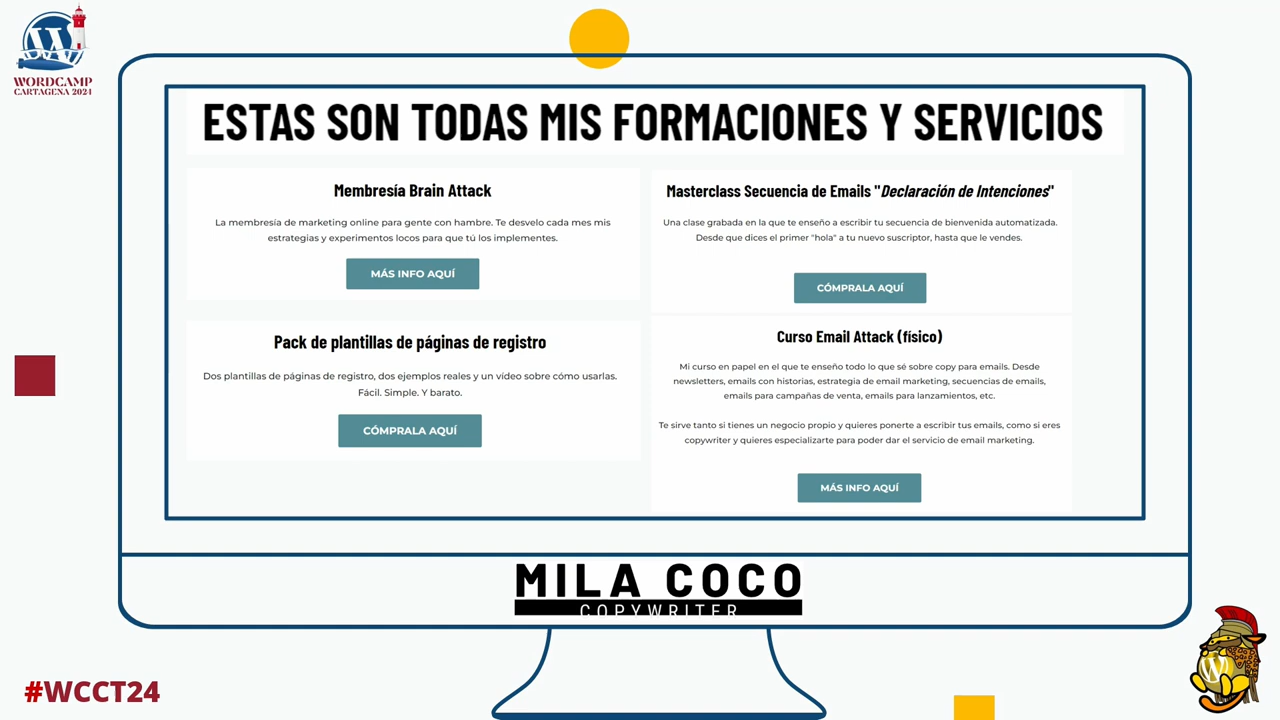 WORDCAMP
CARTAGENA 2024
ESTAS SON TODAS MIS FORMACIONES Y SERVICIOS
Membresía Brain Attack
La membresía de marketing online para gente con hambre. Te desvelo cada mes mis
estrategias y experimentos locos para que tú los implementes.
MÁS INFO AQUÍ
Pack de plantillas de páginas de registro
Dos plantillas de páginas de registro, dos ejemplos reales y un vídeo sobre cómo usarlas.
Fácil. Simple. Y barato.
CÓMPRALA AQUÍ
Masterclass Secuencia de Emails "Declaración de Intenciones"
Una clase grabada en la que te enseño a escribir tu secuencia de bienvenida automatizada.
Desde que dices el primer "hola" a tu nuevo suscriptor, hasta que le vendes.
CÓMPRALA AQUÍ
Curso Email Attack (físico)
Mi curso en papel en el que te enseño todo lo que sé sobre copy para emails. Desde
newsletters, emails con historias, estrategia de email marketing, secuencias de emails,
emails para campañas de venta, emails para lanzamientos, etc.
Te sirve tanto si tienes un negocio propio y quieres ponerte a escribir tus emails, como si eres
copywriter y quieres especializarte para poder dar el servicio de email marketing.
MÁS INFO AQUÍ
MILA COCO
COPYWRITER
#WCCT24